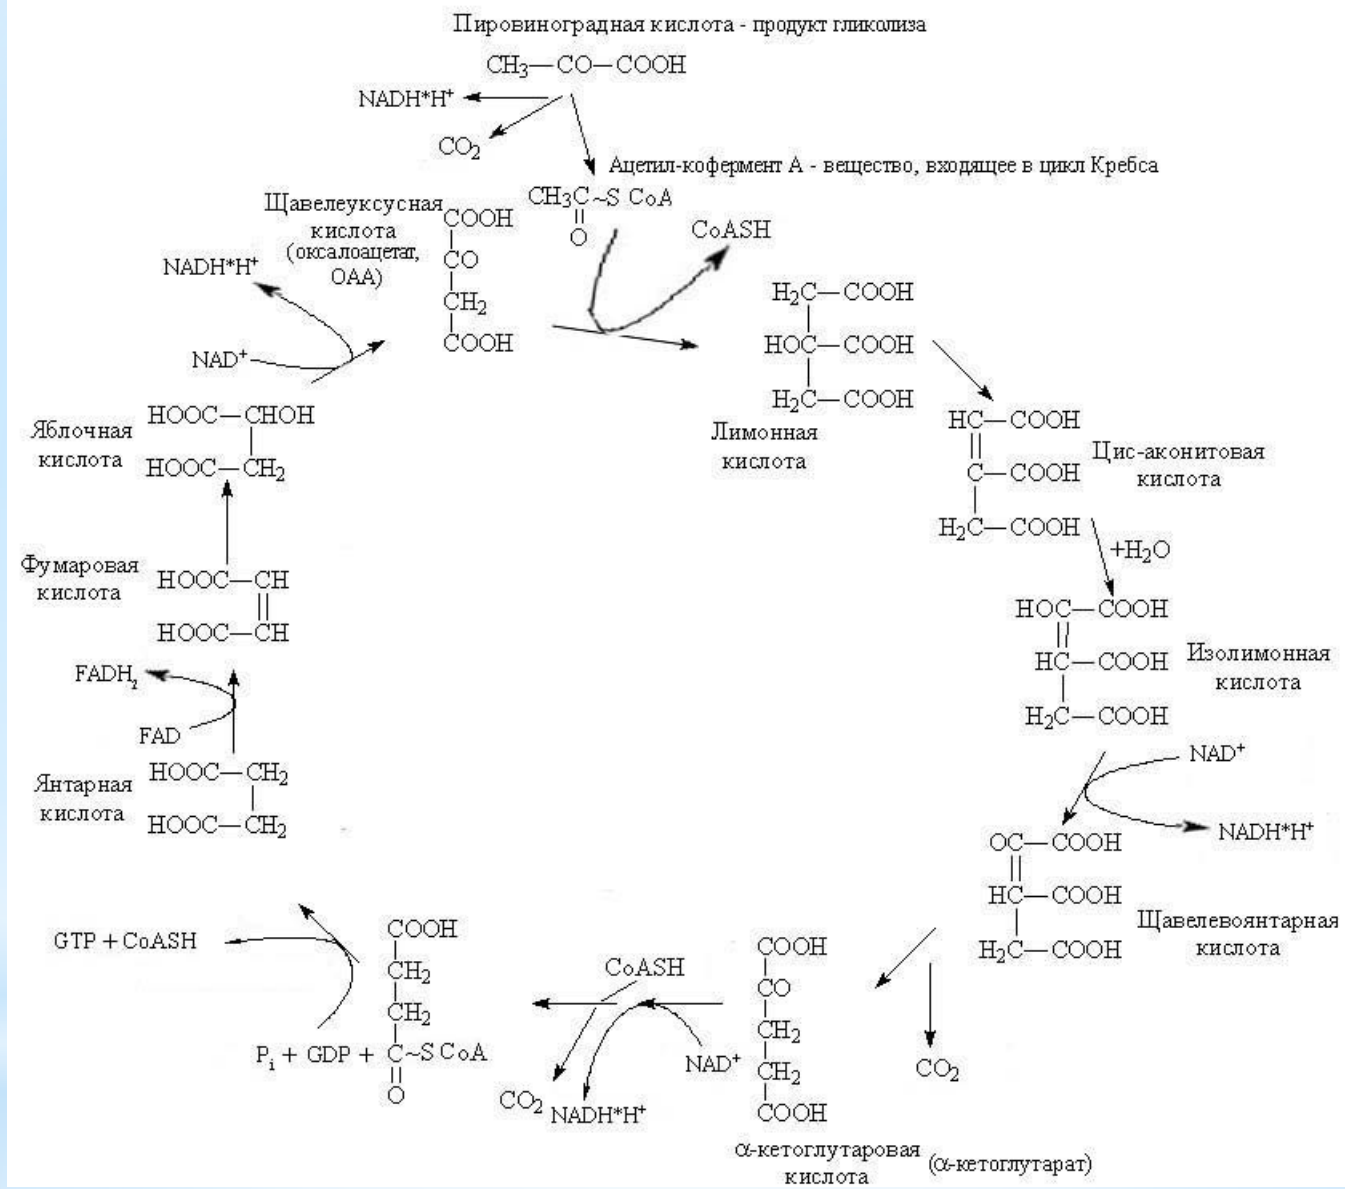 Пировиноградная кислота - продукт гликолиза
CH3—CO—COOH
NADH*H+
CO2
Ацетил-кофермент А - вещество, входящее в цикл Кребса
CH3C~S CoA
O
Щавелеуксусная
кислота
(оксалоацетат,
ОАА)
COOH
CO
CH2
COOH
CoASH
NADH*H+
NAD+
H2C—COOH
HOC—COOH
H2C—COOH
Лимонная
кислота
HC—COOH
C—COOH
H2C—COOH
Цис-аконитовая
кислота
+H2O
HOC—COOH
HC—COOH
H2C—COOH
Изолимонная
кислота
NAD+
NADH*H+
OC—COOH
HC—COOH
H2C—COOH
Щавелевоянтарная
кислота
CO2
COOH
CO
CH2
CH2
COOH
α-кетоглутаровая
кислота
(α-кетоглутарат)
NAD+
NADH*H+
CoASH
CO2
COOH
CH2
CH2
Pi + GDP + C~S CoA
O
GTP + CoASH
Янтарная
кислота
HOOC—CH2
HOOC—CH2
FAD
FADH2
Фумаровая
кислота
HOOC—CH
HOOC—CH
Яблочная
кислота
HOOC—CHOH
HOOC—CH2